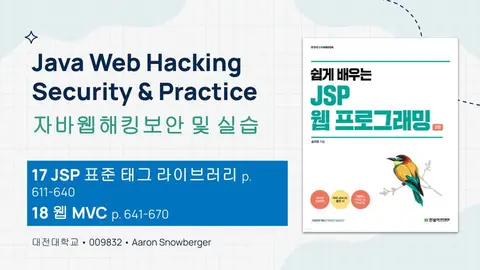 Java Web Hacking
Security & Practice
자바웹해킹보안 및 실습
17 JSP 표준 태그 라이브러리 p.
611-640
18 웹 MVC p. 641-670
대전대학교 • 009832 • Aaron Snowberger
쉽게 배우는
JSP
웹 프로그래밍